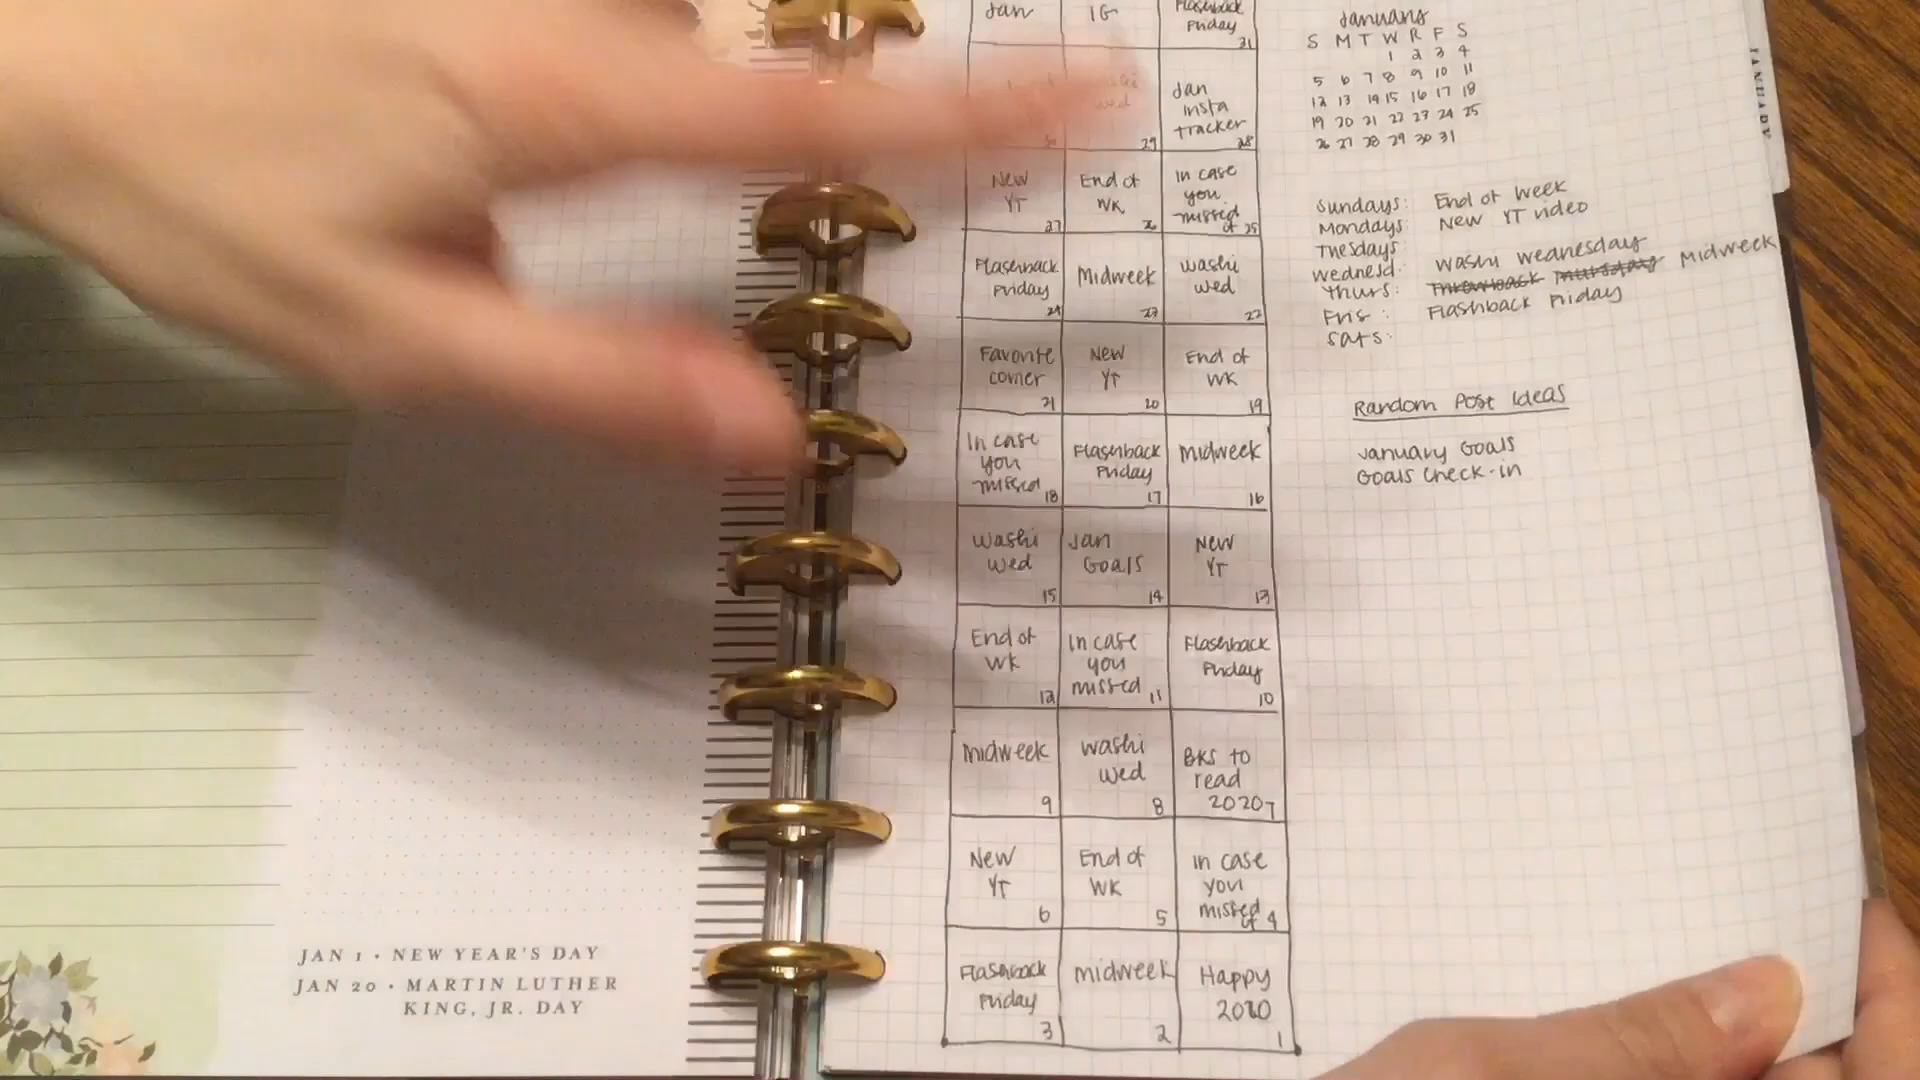 JAN 1 • NEW YEAR'S DAY
JAN 20 • MARTIN LUTHER
KING, JR. DAY
Jan
IG
Flashback
Friday
31
wed
29
Jan
insta
tracker
28
New
YT
27
End of
WK
26
In case
you
missed
it 25
Flashback
Friday
24
Midweek
23
washi
wed
22
Favorite
corner
21
New
YT
20
End of
WK
19
In case
you
missed
18
Flashback
Friday
17
Midweek
16
washi
wed
15
Jan
Goals
14
New
YT
13
End of
WK
12
In case
you
missed
11
Flashback
Friday
10
Midweek
9
washi
wed
8
BKS to
read
2020 7
New
YT
6
End of
WK
5
In case
you
missed
it 4
Flashback
Friday
3
midweek
2
Happy
2020
1
January
S M T W R F S
1 2 3 4
5 6 7 8 9 10 11
12 13 14 15 16 17 18
19 20 21 22 23 24 25
26 27 28 29 30 31
Sundays: End of week
Mondays: New YT video
Tuesdays
Wednesd.: Washi Wednesday
Thurs: Throwback Thursday Midweek
Fris: Flashback Friday
Sats:
Random Post Ideas
January Goals
Goals Check-in
JANUARY